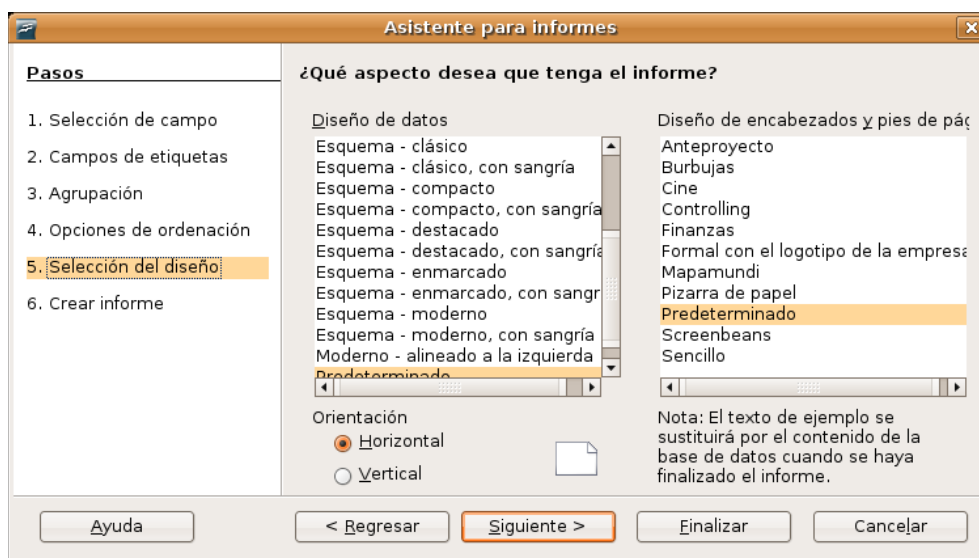 Asistente para informes
Pasos
1. Selección de campo
2. Campos de etiquetas
3. Agrupación
4. Opciones de ordenación
5. Selección del diseño
6. Crear informe
¿Qué aspecto desea que tenga el informe?
Diseño de datos
Esquema - clásico
Esquema - clásico, con sangría
Esquema - compacto
Esquema - compacto, con sangría
Esquema - destacado
Esquema - destacado, con sangría
Esquema - enmarcado
Esquema - enmarcado, con sangr
Esquema - moderno
Esquema - moderno, con sangría
Moderno - alineado a la izquierda
Predeterminado
Diseño de encabezados y pies de pág
Anteproyecto
Burbujas
Cine
Controlling
Finanzas
Formal con el logotipo de la empresa
Mapamundi
Pizarra de papel
Predeterminado
Screenbeans
Sencillo
Orientación
Horizontal
Vertical
Nota: El texto de ejemplo se
sustituirá por el contenido de la
base de datos cuando se haya
finalizado el informe.
Ayuda
< Regresar
Siguiente >
Finalizar
Cancelar